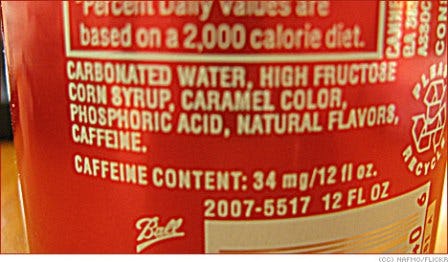 Percent Daily Values are
based on a 2,000 calorie diet.
CARBONATED WATER, HIGH FRUCTOSE
CORN SYRUP, CARAMEL COLOR,
PHOSPHORIC ACID, NATURAL FLAVORS,
CAFFEINE.
CAFFEINE CONTENT: 34 mg/12 fl oz.
2007-5517 12 FL OZ
Ball
PLEASE
RECYCLE
(CC) NAFMO/FLICKR